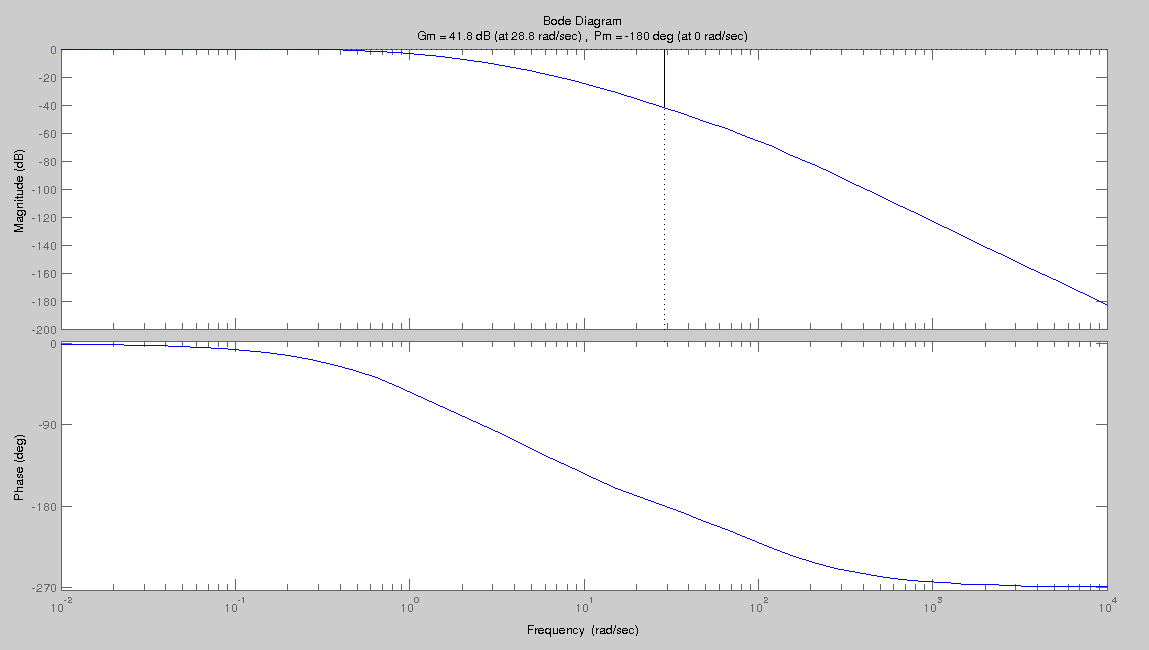 Bode Diagram
Gm = 41.8 dB (at 28.8 rad/sec) , Pm = -180 deg (at 0 rad/sec)
0
-20
-40
-60
-80
-100
-120
-140
-160
-180
-200
Magnitude (dB)
0
-90
-180
-270
Phase (deg)
10^-2 10^-1 10^0 10^1 10^2 10^3 10^4
Frequency (rad/sec)